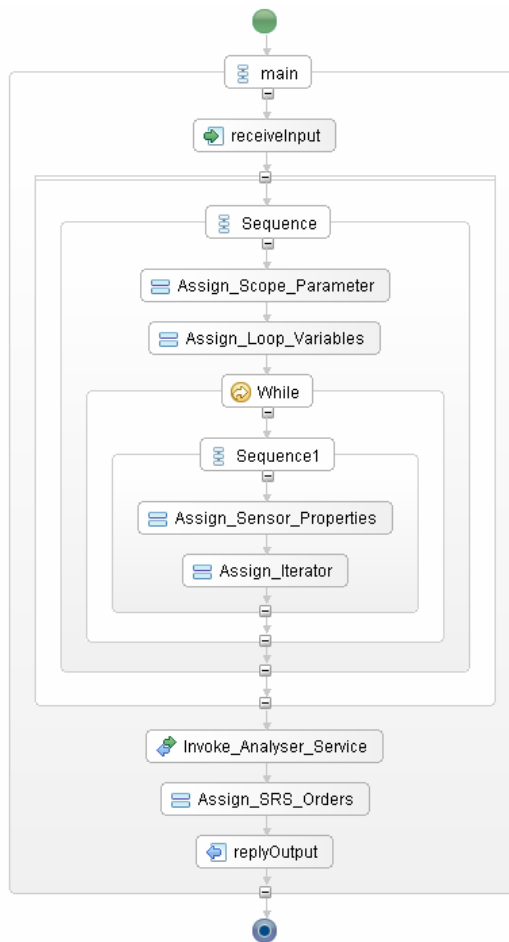 main
receiveInput
Sequence
Assign_Scope_Parameter
Assign_Loop_Variables
While
Sequence1
Assign_Sensor_Properties
Assign_Iterator
Invoke_Analyser_Service
Assign_SRS_Orders
replyOutput